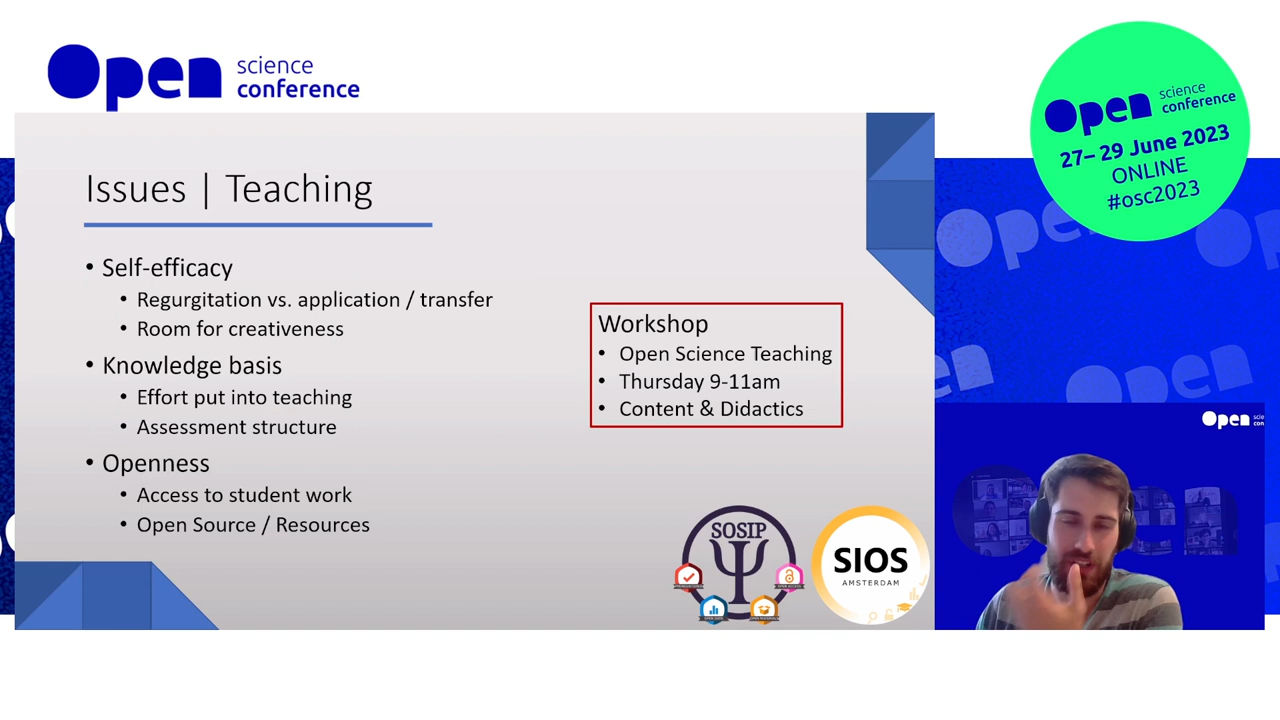 Open science conference
Open science conference
27– 29 June 2023
ONLINE
#osc2023
Issues | Teaching
• Self-efficacy
• Regurgitation vs. application / transfer
• Room for creativeness
• Knowledge basis
• Effort put into teaching
• Assessment structure
• Openness
• Access to student work
• Open Source / Resources
Workshop
• Open Science Teaching
• Thursday 9-11am
• Content & Didactics
SOSIP
SIOS
AMSTERDAM
Open